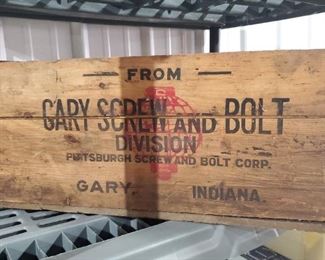 — FROM —
GARY SCREW AND BOLT
DIVISION
PITTSBURGH SCREW AND BOLT CORP.
GARY, INDIANA.